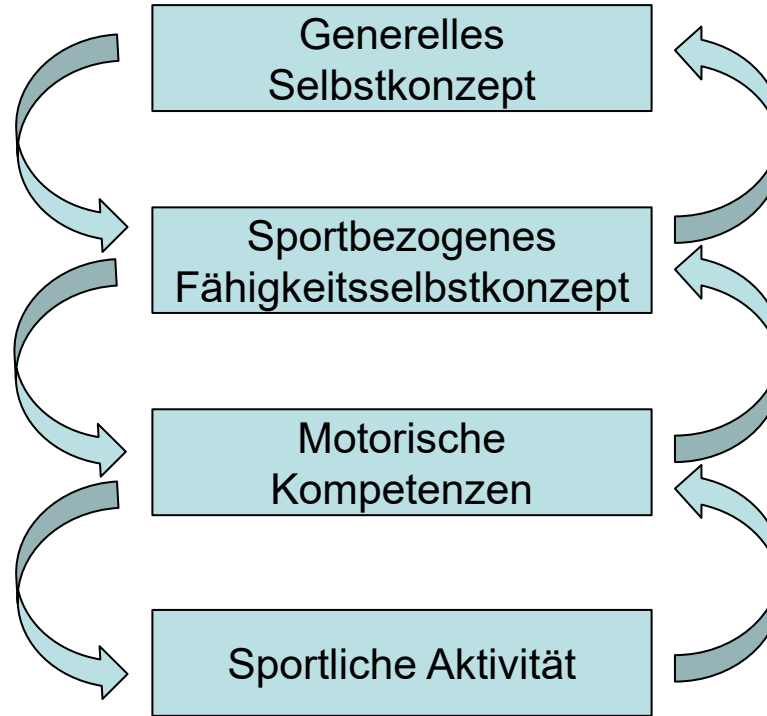 Generelles
Selbstkonzept
Sportbezogenes
Fähigkeitsselbstkonzept
Motorische
Kompetenzen
Sportliche Aktivität